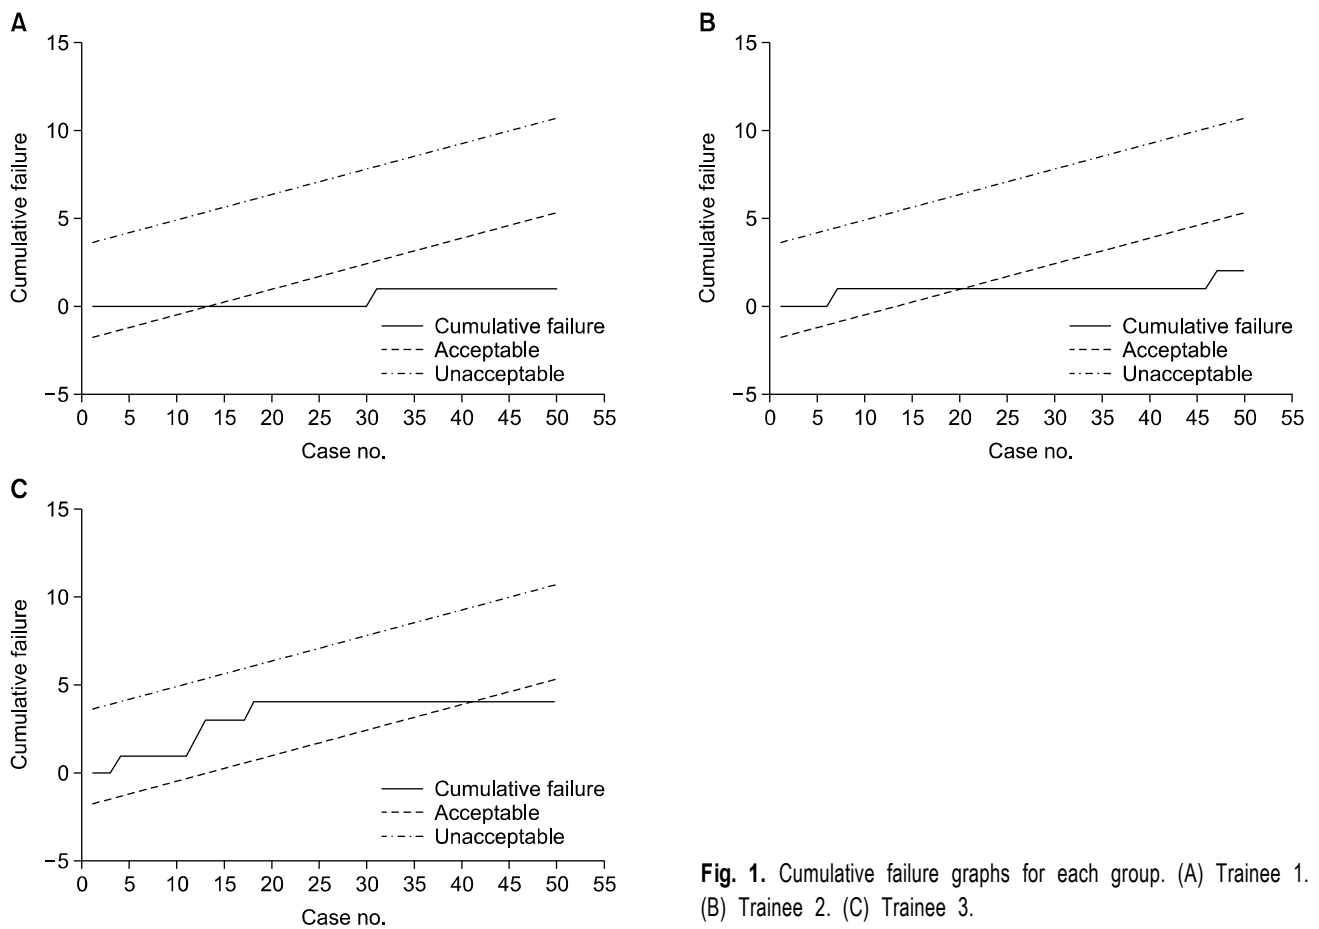 A
15
10
5
0
−5
Cumulative failure
Cumulative failure
Acceptable
Unacceptable
0 5 10 15 20 25 30 35 40 45 50 55
Case no.
B
15
10
5
0
−5
Cumulative failure
Cumulative failure
Acceptable
Unacceptable
0 5 10 15 20 25 30 35 40 45 50 55
Case no.
C
15
10
5
0
−5
Cumulative failure
Cumulative failure
Acceptable
Unacceptable
0 5 10 15 20 25 30 35 40 45 50 55
Case no.
Fig. 1. Cumulative failure graphs for each group. (A) Trainee 1.
(B) Trainee 2. (C) Trainee 3.